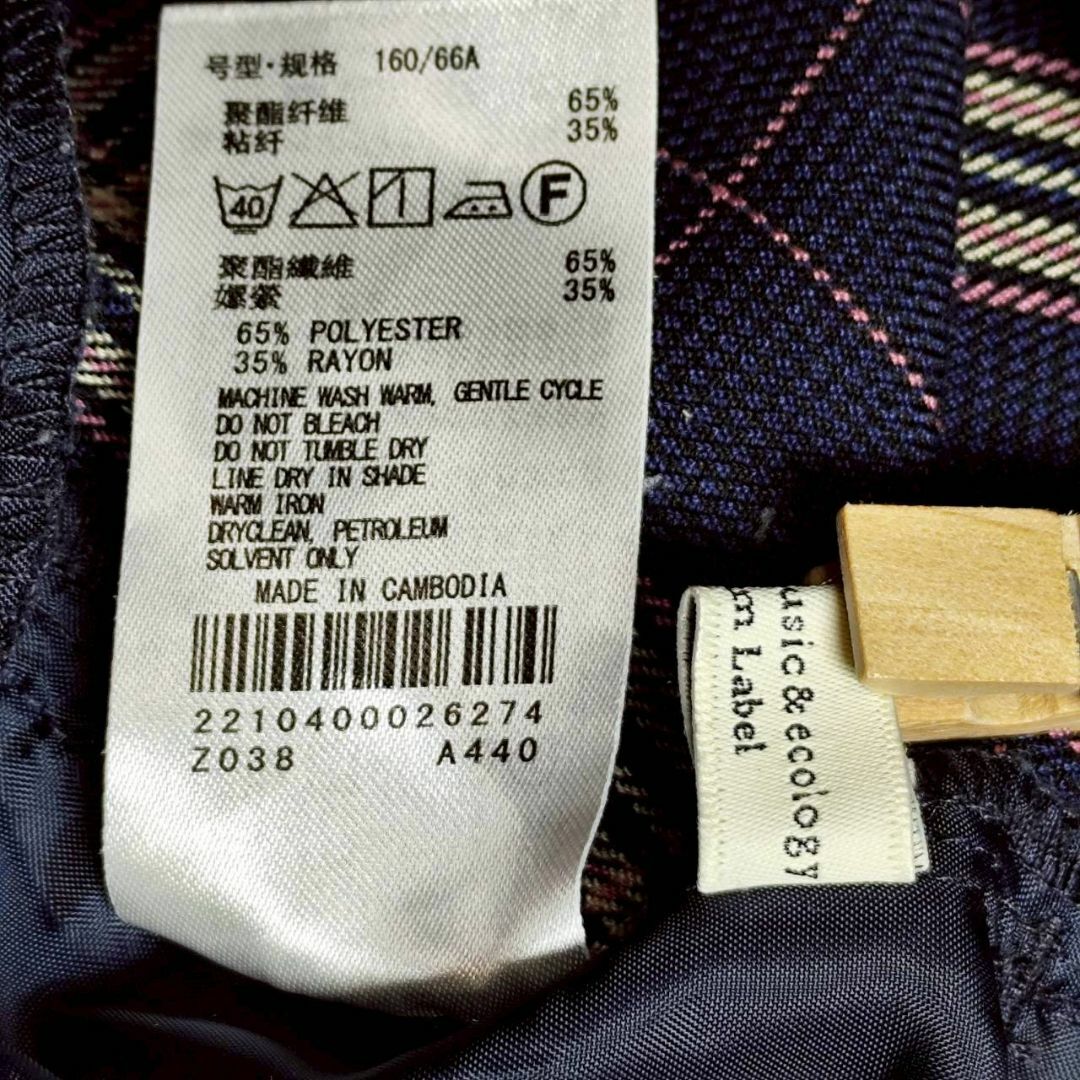 号型·规格 160/66A
聚酯纤维 65%
粘纤 35%
40 F
聚酯纖維 65%
嫘縈 35%
65% POLYESTER
35% RAYON
MACHINE WASH WARM, GENTLE CYCLE
DO NOT BLEACH
DO NOT TUMBLE DRY
LINE DRY IN SHADE
WARM IRON
DRYCLEAN, PETROLEUM
SOLVENT ONLY
MADE IN CAMBODIA
2210400026274
Z038 A440
usic&ecology
m Label